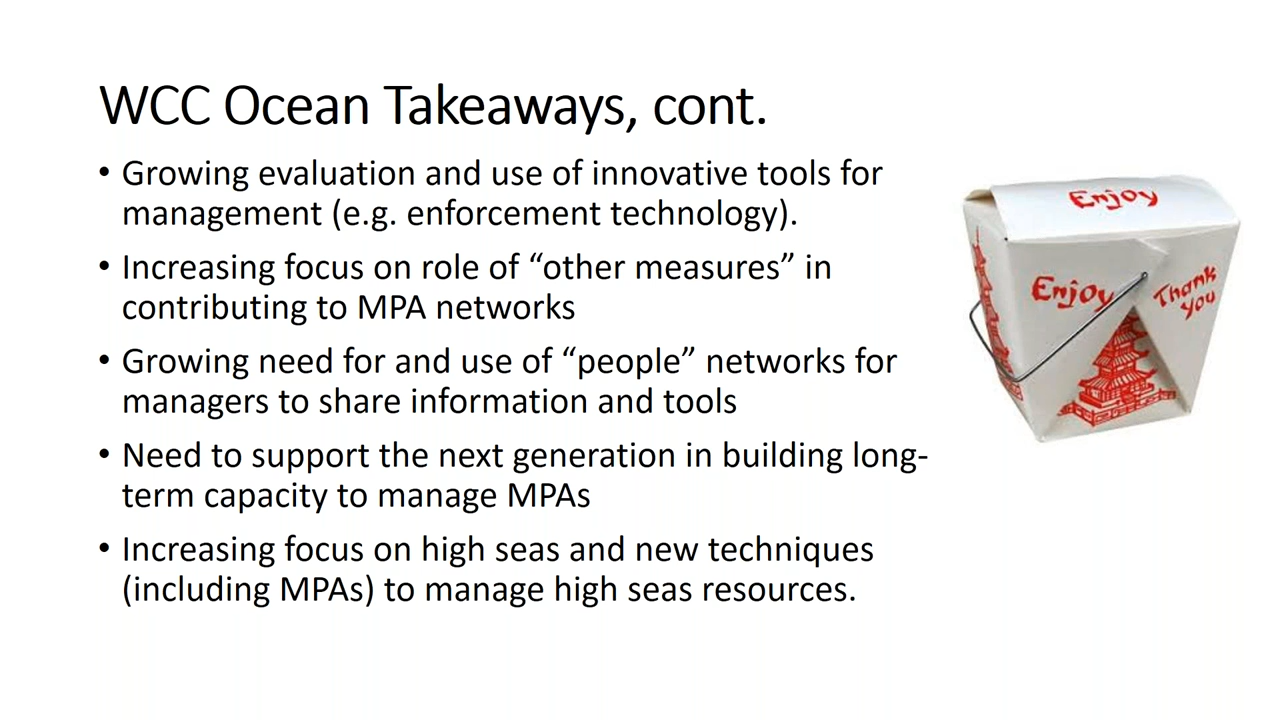 WCC Ocean Takeaways, cont.
• Growing evaluation and use of innovative tools for
management (e.g. enforcement technology).
• Increasing focus on role of “other measures” in
contributing to MPA networks
• Growing need for and use of “people” networks for
managers to share information and tools
• Need to support the next generation in building long-
term capacity to manage MPAs
• Increasing focus on high seas and new techniques
(including MPAs) to manage high seas resources.
Enjoy
Enjoy
Thank
you